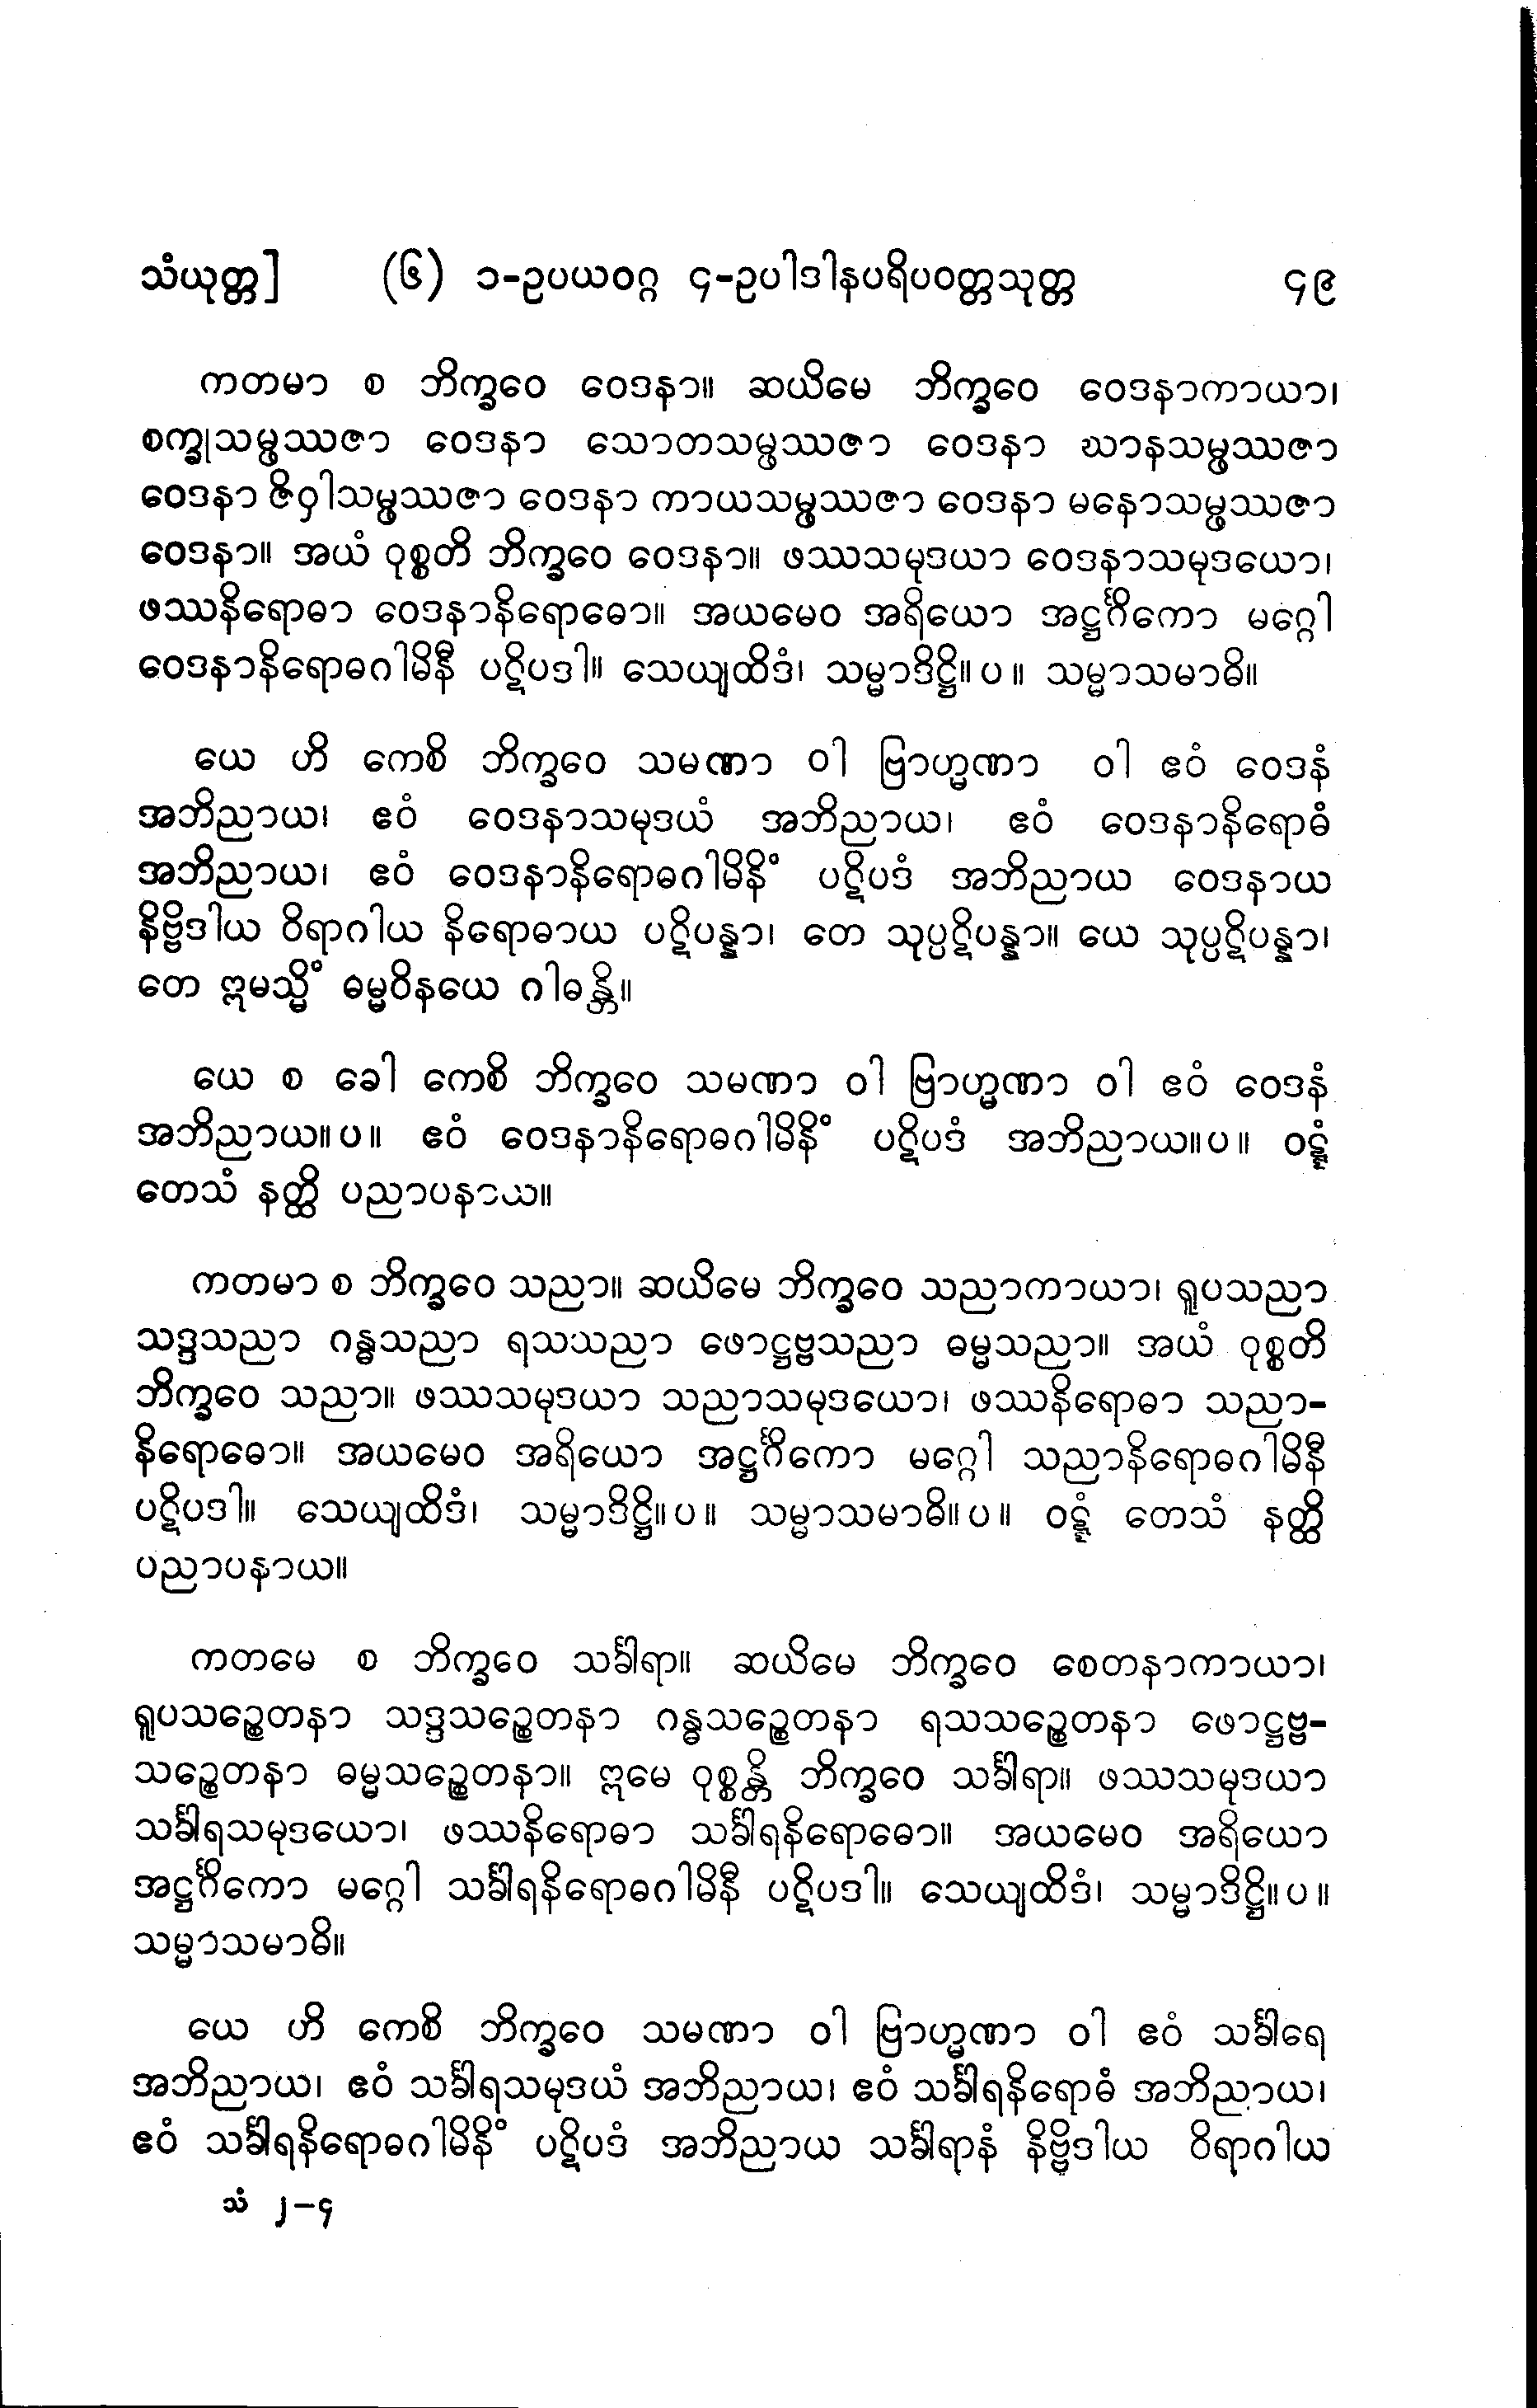 သံယုတ္တ] (၆) ၁-ဥပယဝဂ္ဂ ၄-ဥပါဒါနပရိပဝတ္တသုတ္တ ၄၉
ကတမာ စ ဘိက္ခဝေ ဝေဒနာ။ ဆယိမေ ဘိက္ခဝေ ဝေဒနာကာယာ၊
စက္ခုသမ္ဖဿဇာ ဝေဒနာ သောတသမ္ဖဿဇာ ဝေဒနာ ဃာနသမ္ဖဿဇာ
ဝေဒနာ ဇိဝှါသမ္ဖဿဇာ ဝေဒနာ ကာယသမ္ဖဿဇာ ဝေဒနာ မနောသမ္ဖဿဇာ
ဝေဒနာ။ အယံ ဝုစ္စတိ ဘိက္ခဝေ ဝေဒနာ။ ဖဿသမုဒယာ ဝေဒနာသမုဒယော၊
ဖဿနိရောဓာ ဝေဒနာနိရောဓော။ အယမေဝ အရိယော အဋ္ဌင်္ဂိကော မဂ္ဂေါ
ဝေဒနာနိရောဓဂါမိနီ ပဋိပဒါ။ သေယျထိဒံ၊ သမ္မာဒိဋ္ဌိ။ ပ ။ သမ္မာသမာဓိ။
ယေ ဟိ ကေစိ ဘိက္ခဝေ သမဏာ ဝါ ဗြာဟ္မဏာ ဝါ ဧဝံ ဝေဒနံ
အဘိညာယ၊ ဧဝံ ဝေဒနာသမုဒယံ အဘိညာယ၊ ဧဝံ ဝေဒနာနိရောဓံ
အဘိညာယ၊ ဧဝံ ဝေဒနာနိရောဓဂါမိနိံ ပဋိပဒံ အဘိညာယ ဝေဒနာယ
နိဗ္ဗိဒါယ ဝိရာဂါယ နိရောဓာယ ပဋိပန္နာ၊ တေ သုပ္ပဋိပန္နာ။ ယေ သုပ္ပဋိပန္နာ၊
တေ ဣမသ္မိံ ဓမ္မဝိနယေ ဂါဓန္တိ။
ယေ စ ခေါ ကေစိ ဘိက္ခဝေ သမဏာ ဝါ ဗြာဟ္မဏာ ဝါ ဧဝံ ဝေဒနံ
အဘိညာယ။ ပ ။ ဧဝံ ဝေဒနာနိရောဓဂါမိနိံ ပဋိပဒံ အဘိညာယ။ ပ ။ ဝဋ္ဋံ
တေသံ နတ္ထိ ပညာပနာယ။
ကတမာ စ ဘိက္ခဝေ သညာ။ ဆယိမေ ဘိက္ခဝေ သညာကာယာ၊ ရူပသညာ
သဒ္ဒသညာ ဂန္ဓသညာ ရသသညာ ဖောဋ္ဌဗ္ဗသညာ ဓမ္မသညာ။ အယံ ဝုစ္စတိ
ဘိက္ခဝေ သညာ။ ဖဿသမုဒယာ သညာသမုဒယော၊ ဖဿနိရောဓာ သညာ-
နိရောဓော။ အယမေဝ အရိယော အဋ္ဌင်္ဂိကော မဂ္ဂေါ သညာနိရောဓဂါမိနီ
ပဋိပဒါ။ သေယျထိဒံ၊ သမ္မာဒိဋ္ဌိ။ ပ ။ သမ္မာသမာဓိ။ ပ ။ ဝဋ္ဋံ တေသံ နတ္ထိ
ပညာပနာယ။
ကတမေ စ ဘိက္ခဝေ သင်္ခါရာ။ ဆယိမေ ဘိက္ခဝေ စေတနာကာယာ၊
ရူပသဉ္စေတနာ သဒ္ဒသဉ္စေတနာ ဂန္ဓသဉ္စေတနာ ရသသဉ္စေတနာ ဖောဋ္ဌဗ္ဗ-
သဉ္စေတနာ ဓမ္မသဉ္စေတနာ။ ဣမေ ဝုစ္စန္တိ ဘိက္ခဝေ သင်္ခါရာ။ ဖဿသမုဒယာ
သင်္ခါရသမုဒယော၊ ဖဿနိရောဓာ သင်္ခါရနိရောဓော။ အယမေဝ အရိယော
အဋ္ဌင်္ဂိကော မဂ္ဂေါ သင်္ခါရနိရောဓဂါမိနီ ပဋိပဒါ။ သေယျထိဒံ၊ သမ္မာဒိဋ္ဌိ။ ပ ။
သမ္မာသမာဓိ။
ယေ ဟိ ကေစိ ဘိက္ခဝေ သမဏာ ဝါ ဗြာဟ္မဏာ ဝါ ဧဝံ သင်္ခါရေ
အဘိညာယ၊ ဧဝံ သင်္ခါရသမုဒယံ အဘိညာယ၊ ဧဝံ သင်္ခါရနိရောဓံ အဘိညာယ၊
ဧဝံ သင်္ခါရနိရောဓဂါမိနိံ ပဋိပဒံ အဘိညာယ သင်္ခါရာနံ နိဗ္ဗိဒါယ ဝိရာဂါယ
သံ ၂-၄